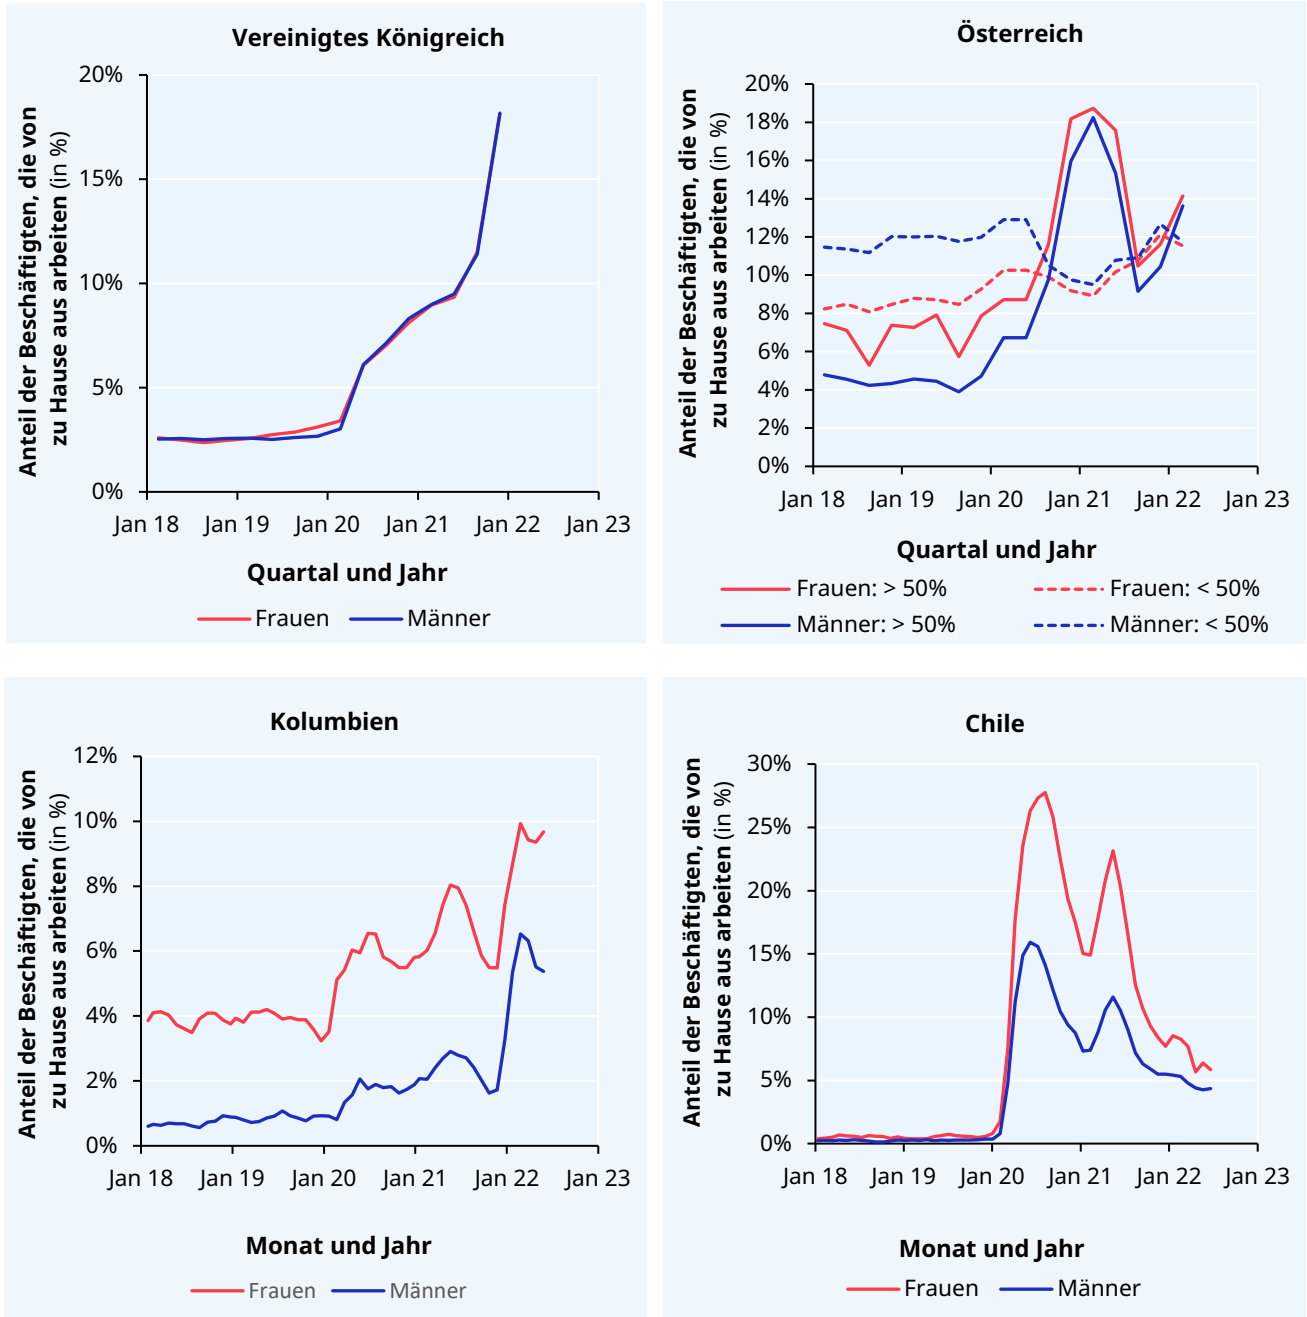 Vereinigtes Königreich
Anteil der Beschäftigten, die von
zu Hause aus arbeiten (in %)
20%
15%
10%
5%
0%
Jan 18
Jan 19
Jan 20
Jan 21
Jan 22
Jan 23
Quartal und Jahr
Frauen
Männer
Österreich
Anteil der Beschäftigten, die von
zu Hause aus arbeiten (in %)
20%
18%
16%
14%
12%
10%
8%
6%
4%
2%
0%
Jan 18
Jan 19
Jan 20
Jan 21
Jan 22
Jan 23
Quartal und Jahr
Frauen: > 50%
Frauen: < 50%
Männer: > 50%
Männer: < 50%
Kolumbien
Anteil der Beschäftigten, die von
zu Hause aus arbeiten (in %)
12%
10%
8%
6%
4%
2%
0%
Jan 18
Jan 19
Jan 20
Jan 21
Jan 22
Jan 23
Monat und Jahr
Frauen
Männer
Chile
Anteil der Beschäftigten, die von
zu Hause aus arbeiten (in %)
30%
25%
20%
15%
10%
5%
0%
Jan 18
Jan 19
Jan 20
Jan 21
Jan 22
Jan 23
Monat und Jahr
Frauen
Männer